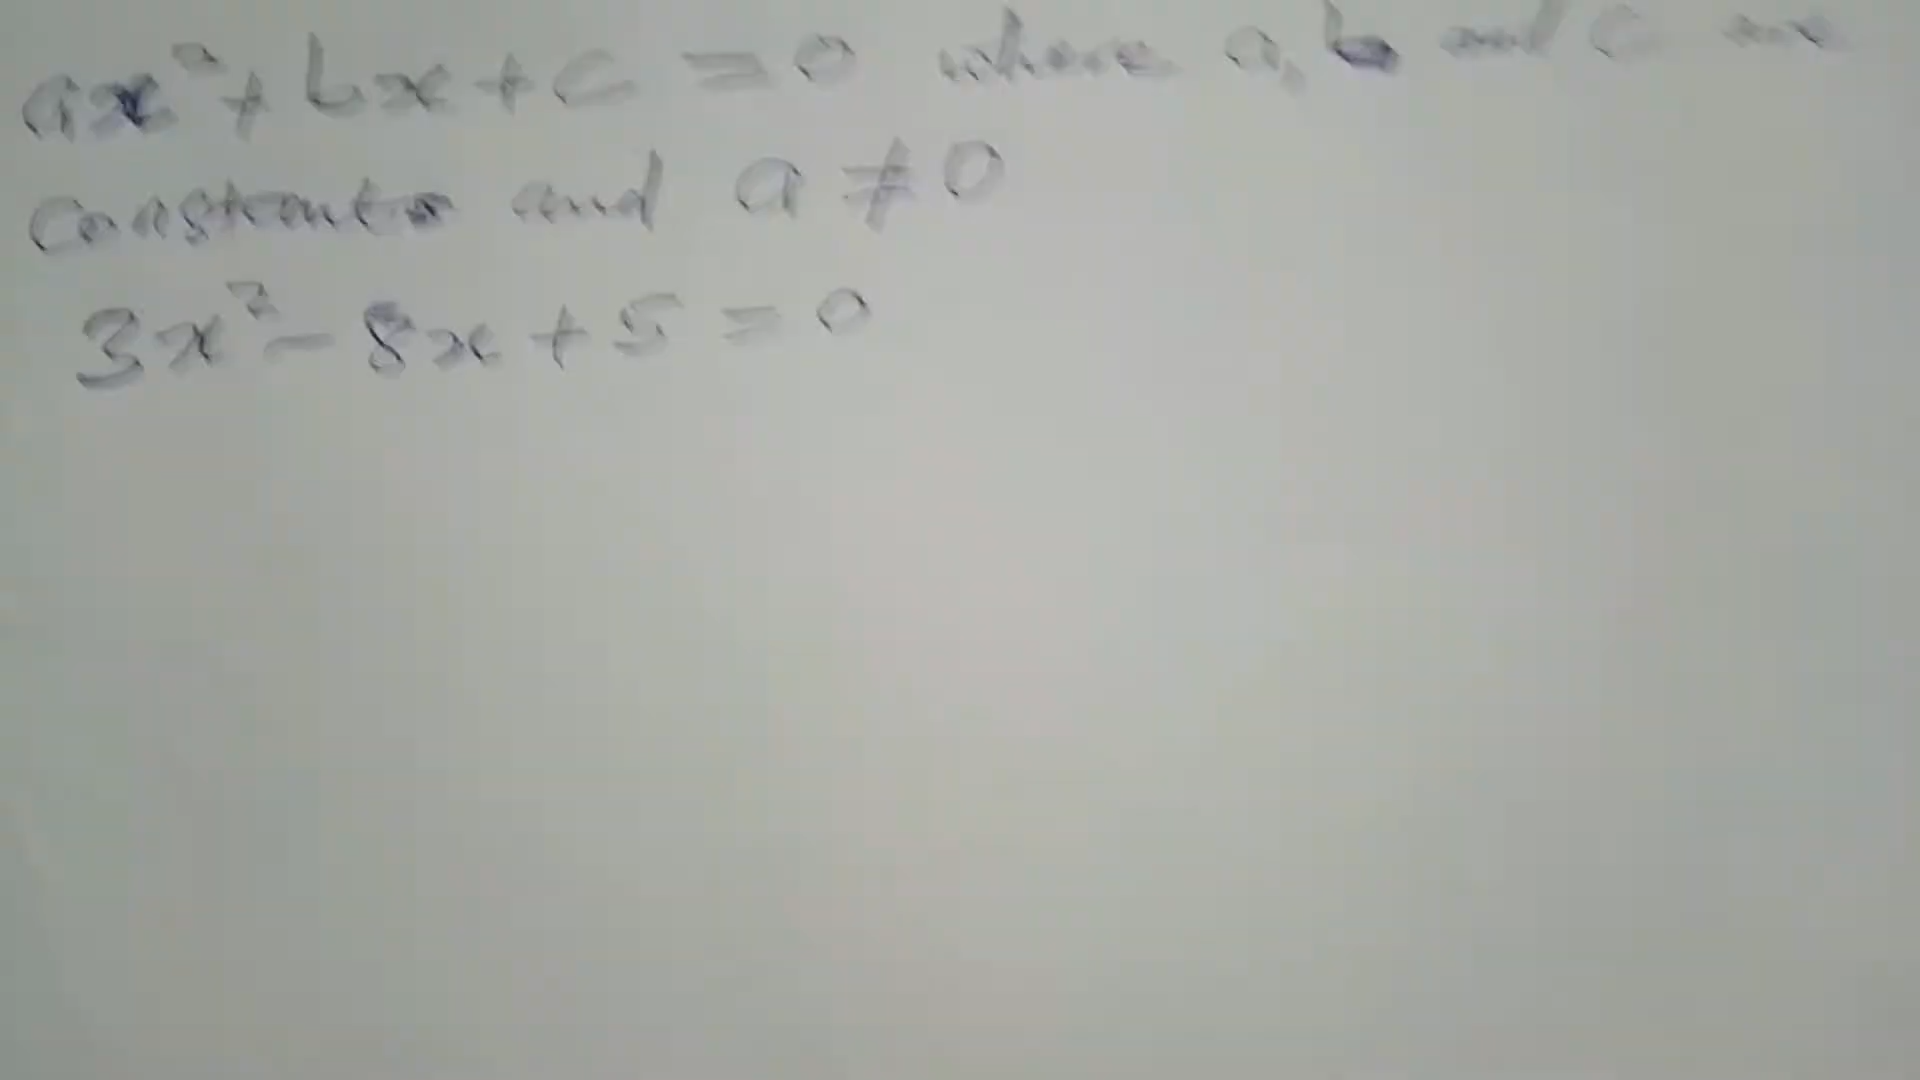 ax² + bx + c = 0 where a, b and c are
constants and a ≠ 0
3x² - 8x + 5 = 0